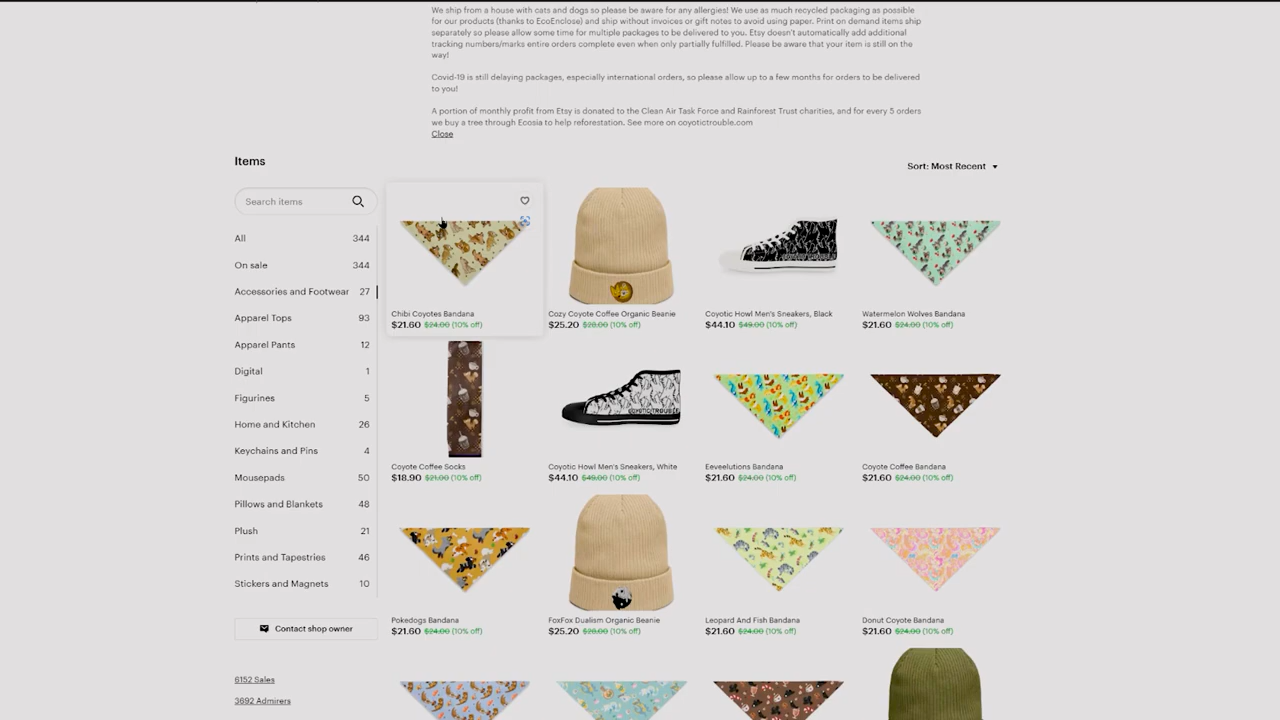 We ship from a house with cats and dogs so please be aware for any allergies! We use as much recycled packaging as possible
for our products (thanks to EcoEnclose) and ship without invoices or gift notes to avoid using paper. Print on demand items ship
separately so please allow some time for multiple packages to be delivered to you. Etsy doesn't automatically add additional
tracking numbers/marks entire orders complete even when only partially fulfilled. Please be aware that your item is still on the
way!
Covid-19 is still delaying packages, especially international orders, so please allow up to a few months for orders to be delivered
to you!
A portion of monthly profit from Etsy is donated to the Clean Air Task Force and Rainforest Trust charities, and for every 5 orders
we buy a tree through Ecosia to help reforestation. See more on coyotictrouble.com
Close
Items
Sort: Most Recent
Search items
All 344
On sale 344
Accessories and Footwear 27
Apparel Tops 93
Apparel Pants 12
Digital 1
Figurines 5
Home and Kitchen 26
Keychains and Pins 4
Mousepads 50
Pillows and Blankets 48
Plush 21
Prints and Tapestries 46
Stickers and Magnets 10
Contact shop owner
6152 Sales
3692 Admirers
Chibi Coyotes Bandana
$21.60 $24.00 (10% off)
Cozy Coyote Coffee Organic Beanie
$25.20 $28.00 (10% off)
Coyotic Howl Men's Sneakers, Black
$44.10 $49.00 (10% off)
Watermelon Wolves Bandana
$21.60 $24.00 (10% off)
Coyote Coffee Socks
$18.90 $21.00 (10% off)
Coyotic Howl Men's Sneakers, White
$44.10 $49.00 (10% off)
Eeveelutions Bandana
$21.60 $24.00 (10% off)
Coyote Coffee Bandana
$21.60 $24.00 (10% off)
Pokedogs Bandana
$21.60 $24.00 (10% off)
FoxFox Dualism Organic Beanie
$25.20 $28.00 (10% off)
Leopard And Fish Bandana
$21.60 $24.00 (10% off)
Donut Coyote Bandana
$21.60 $24.00 (10% off)